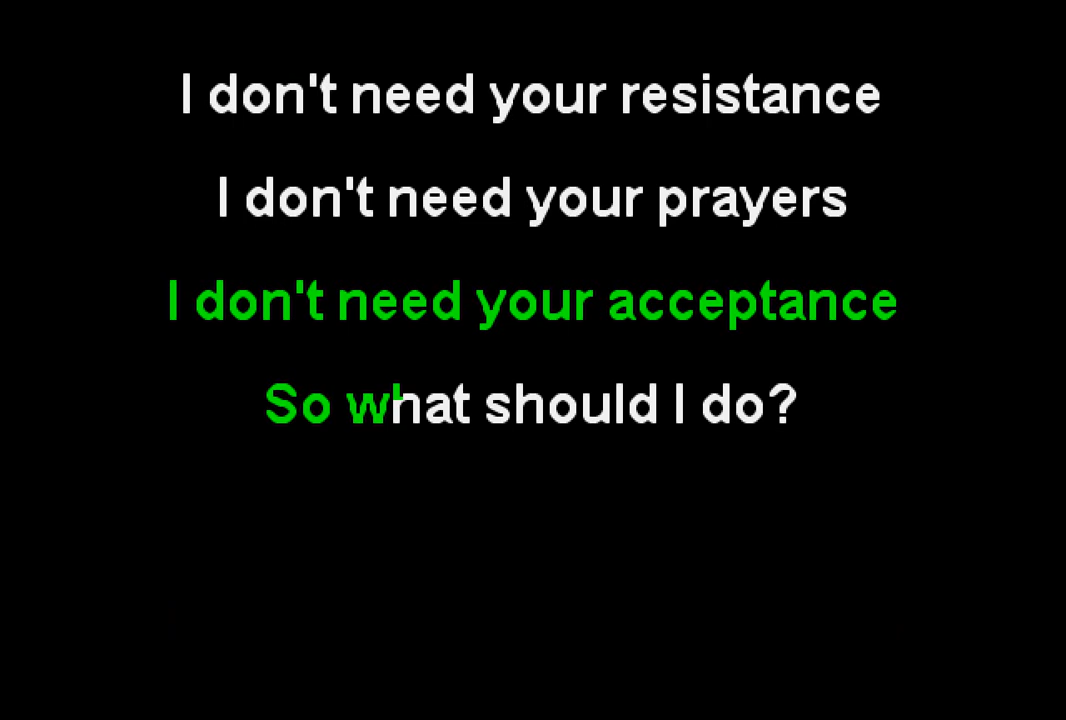 I don't need your resistance
I don't need your prayers
I don't need your acceptance
So what should I do?